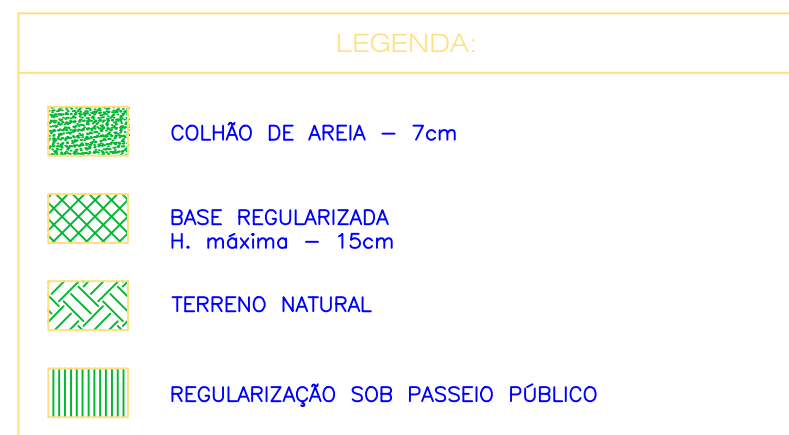 LEGENDA:
COLHÃO DE AREIA – 7cm
BASE REGULARIZADA
H. máxima – 15cm
TERRENO NATURAL
REGULARIZAÇÃO SOB PASSEIO PÚBLICO